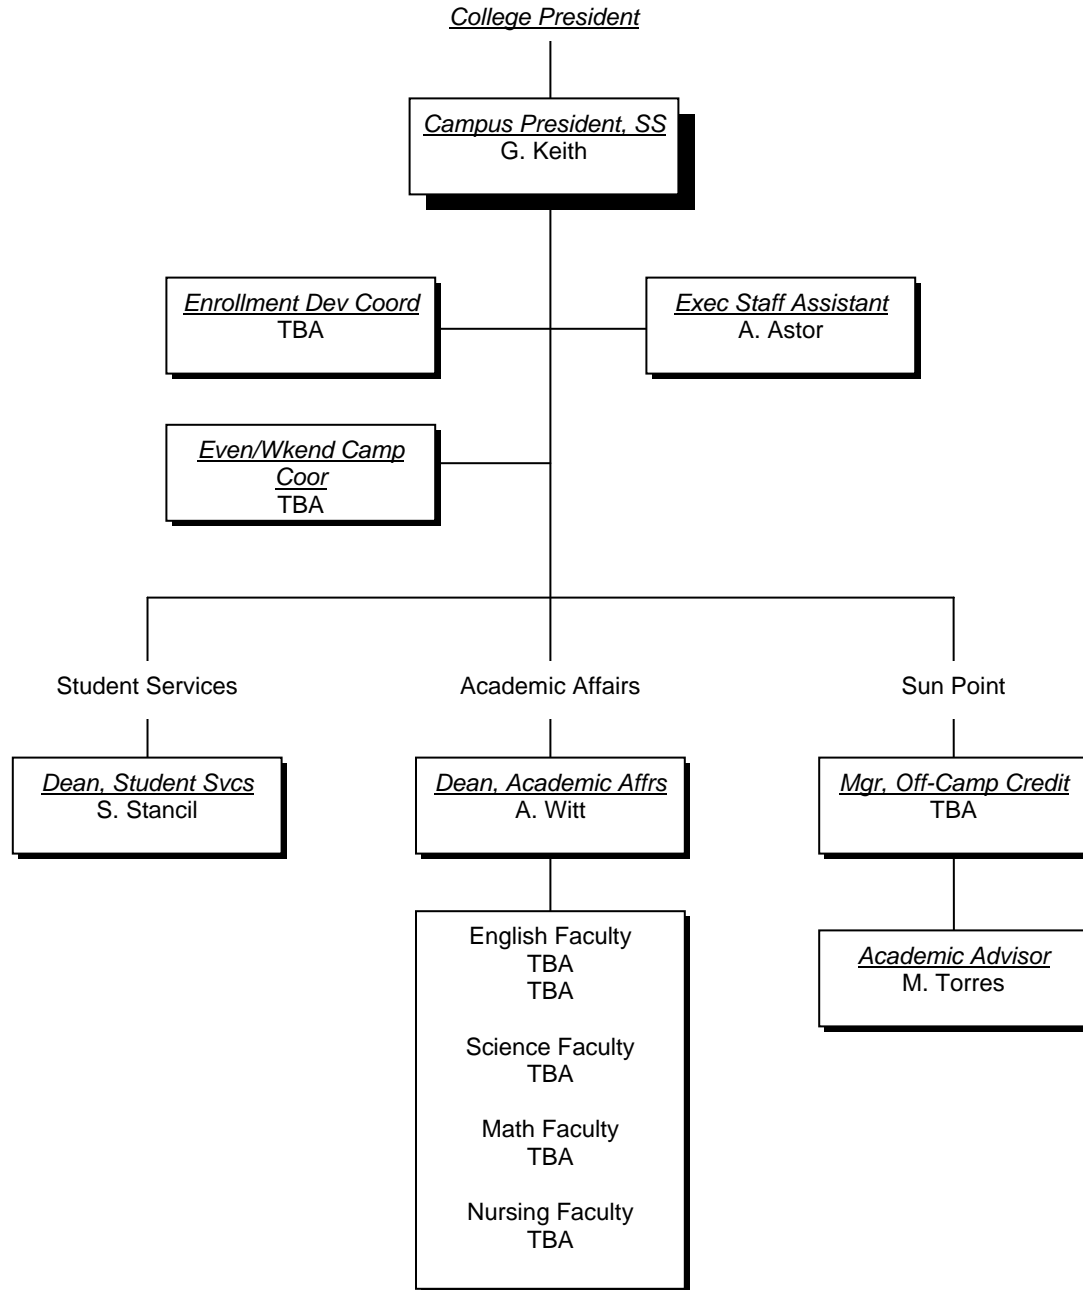 College President
Campus President, SS
G. Keith
Enrollment Dev Coord
TBA
Exec Staff Assistant
A. Astor
Even/Wkend Camp
Coor
TBA
Student Services
Academic Affairs
Sun Point
Dean, Student Svcs
S. Stancil
Dean, Academic Affrs
A. Witt
Mgr, Off-Camp Credit
TBA
English Faculty
TBA
TBA
Science Faculty
TBA
Math Faculty
TBA
Nursing Faculty
TBA
Academic Advisor
M. Torres